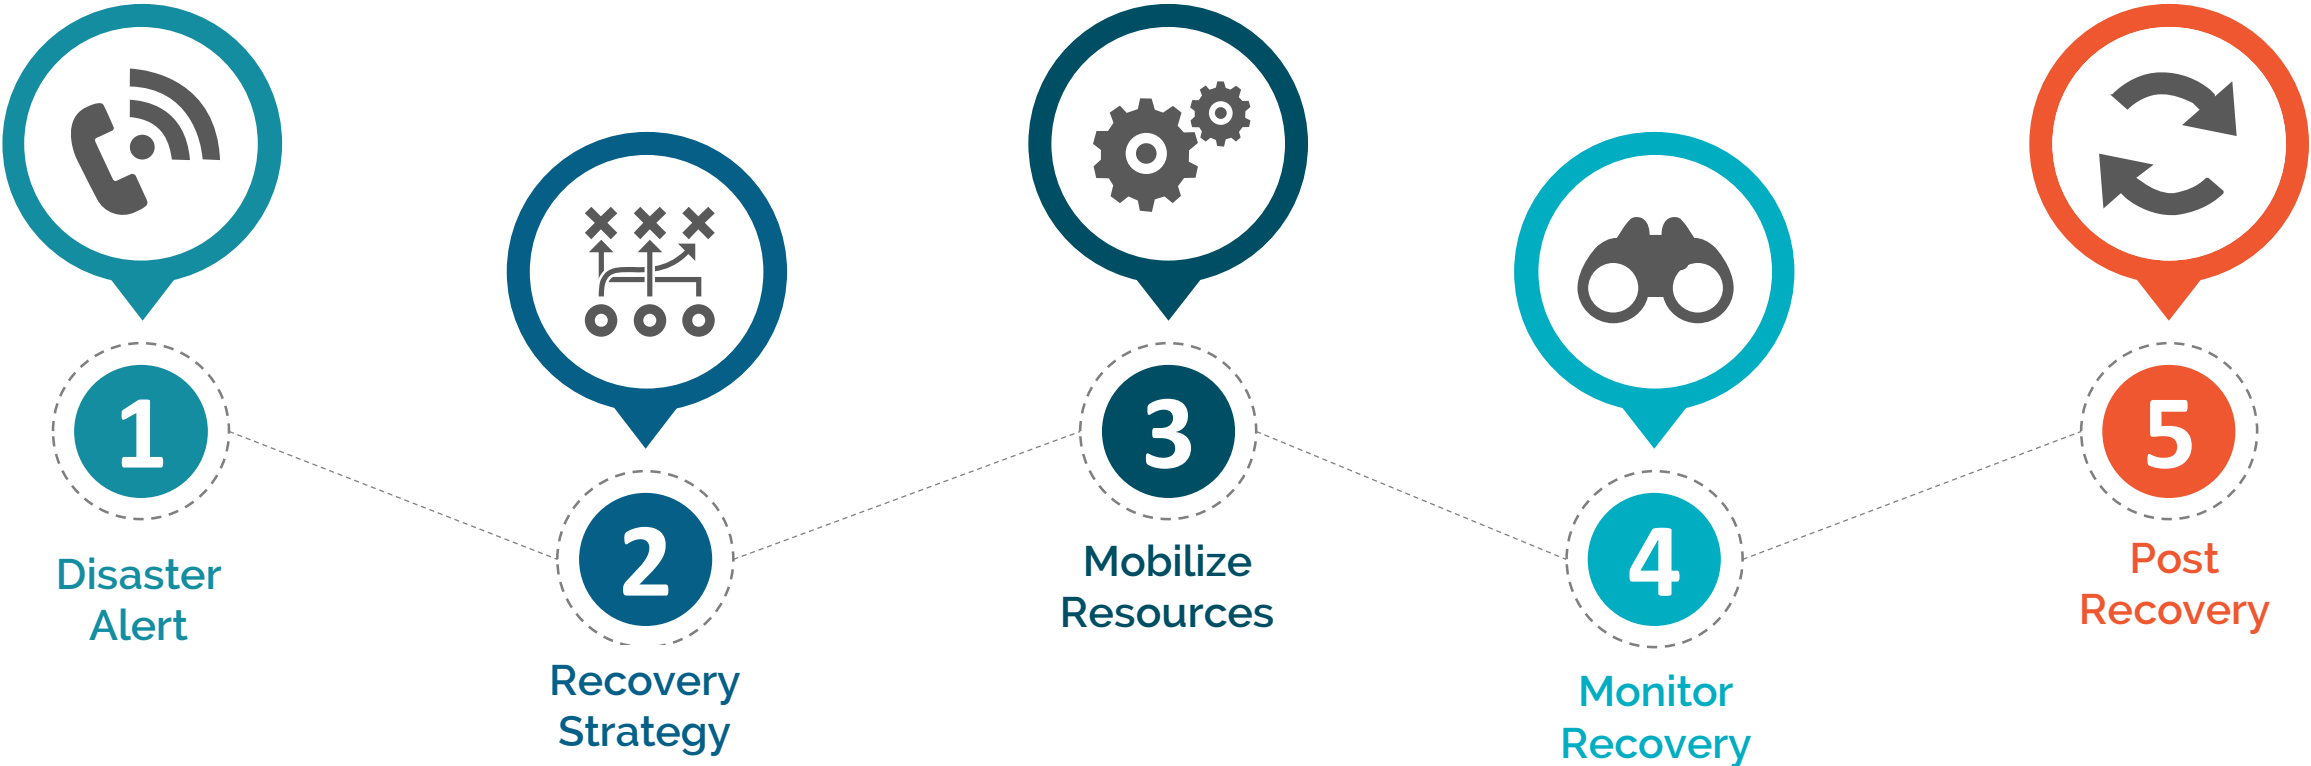 1
Disaster
Alert
2
Recovery
Strategy
3
Mobilize
Resources
4
Monitor
Recovery
5
Post
Recovery